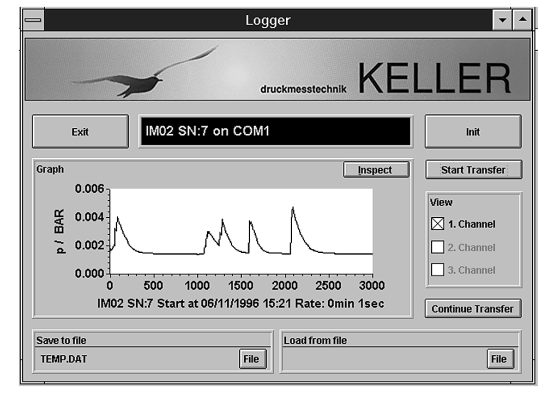 Logger
druckmesstechnik KELLER
Exit
IM02 SN:7 on COM1
Init
Graph
Inspect
Start Transfer
0.006
0.004
0.002
0.000
p / BAR
0 500 1000 1500 2000 2500 3000
IM02 SN:7 Start at 06/11/1996 15:21 Rate: 0min 1sec
View
1. Channel
2. Channel
3. Channel
Continue Transfer
Save to file
TEMP.DAT
File
Load from file
File